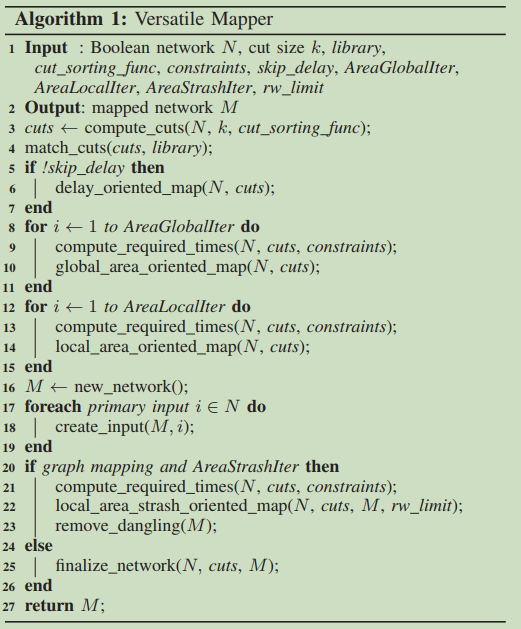 Algorithm 1: Versatile Mapper
1 Input : Boolean network N, cut size k, library,
cut_sorting_func, constraints, skip_delay, AreaGlobalIter,
AreaLocalIter, AreaStrashIter, rw_limit
2 Output: mapped network M
3 cuts ← compute_cuts(N, k, cut_sorting_func);
4 match_cuts(cuts, library);
5 if !skip_delay then
6 delay_oriented_map(N, cuts);
7 end
8 for i ← 1 to AreaGlobalIter do
9 compute_required_times(N, cuts, constraints);
10 global_area_oriented_map(N, cuts);
11 end
12 for i ← 1 to AreaLocalIter do
13 compute_required_times(N, cuts, constraints);
14 local_area_oriented_map(N, cuts);
15 end
16 M ← new_network();
17 foreach primary input i ∈ N do
18 create_input(M, i);
19 end
20 if graph mapping and AreaStrashIter then
21 compute_required_times(N, cuts, constraints);
22 local_area_strash_oriented_map(N, cuts, M, rw_limit);
23 remove_dangling(M);
24 else
25 finalize_network(N, cuts, M);
26 end
27 return M;